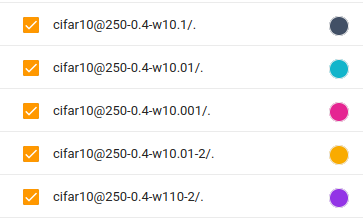 cifar10@250-0.4-w10.1/.
cifar10@250-0.4-w10.01/.
cifar10@250-0.4-w10.001/.
cifar10@250-0.4-w10.01-2/.
cifar10@250-0.4-w110-2/.